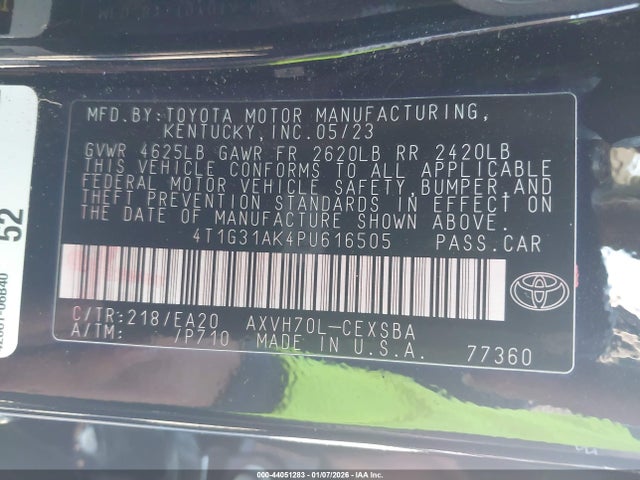 MFD.BY:TOYOTA MOTOR MANUFACTURING,
KENTUCKY,INC.05/23
GVWR 4625LB GAWR FR 2620LB RR 2420LB
THIS VEHICLE CONFORMS TO ALL APPLICABLE
FEDERAL MOTOR VEHICLE SAFETY,BUMPER,AND
THEFT PREVENTION STANDARDS IN EFFECT ON
THE DATE OF MANUFACTURE SHOWN ABOVE.
4T1G31AK4PU616505 PASS.CAR
C/TR:218/EA20 AXVH70L-CEXSBA
A/TM: /P710 MADE IN U.S.A. 77360
52
000-44051283 - 01/07/2026 - IAAI